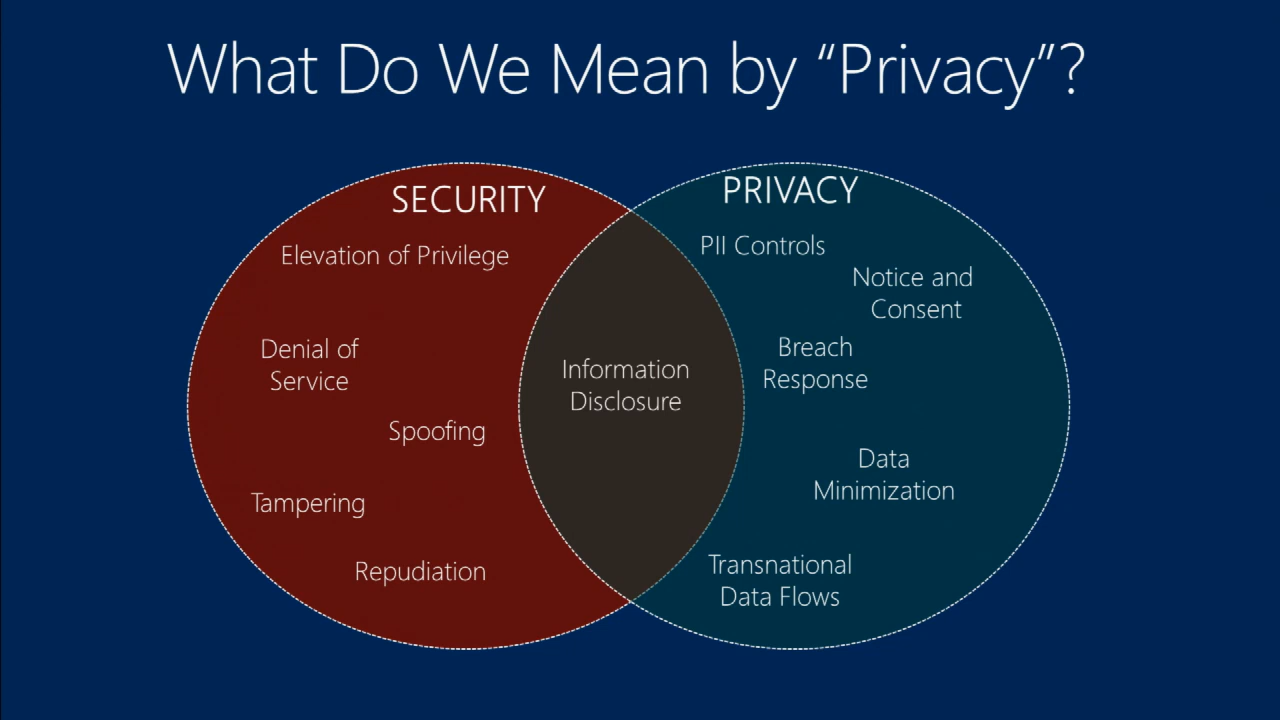 What Do We Mean by “Privacy”?
SECURITY
Elevation of Privilege
Denial of
Service
Spoofing
Tampering
Repudiation
Information
Disclosure
PRIVACY
PII Controls
Notice and
Consent
Breach
Response
Data
Minimization
Transnational
Data Flows